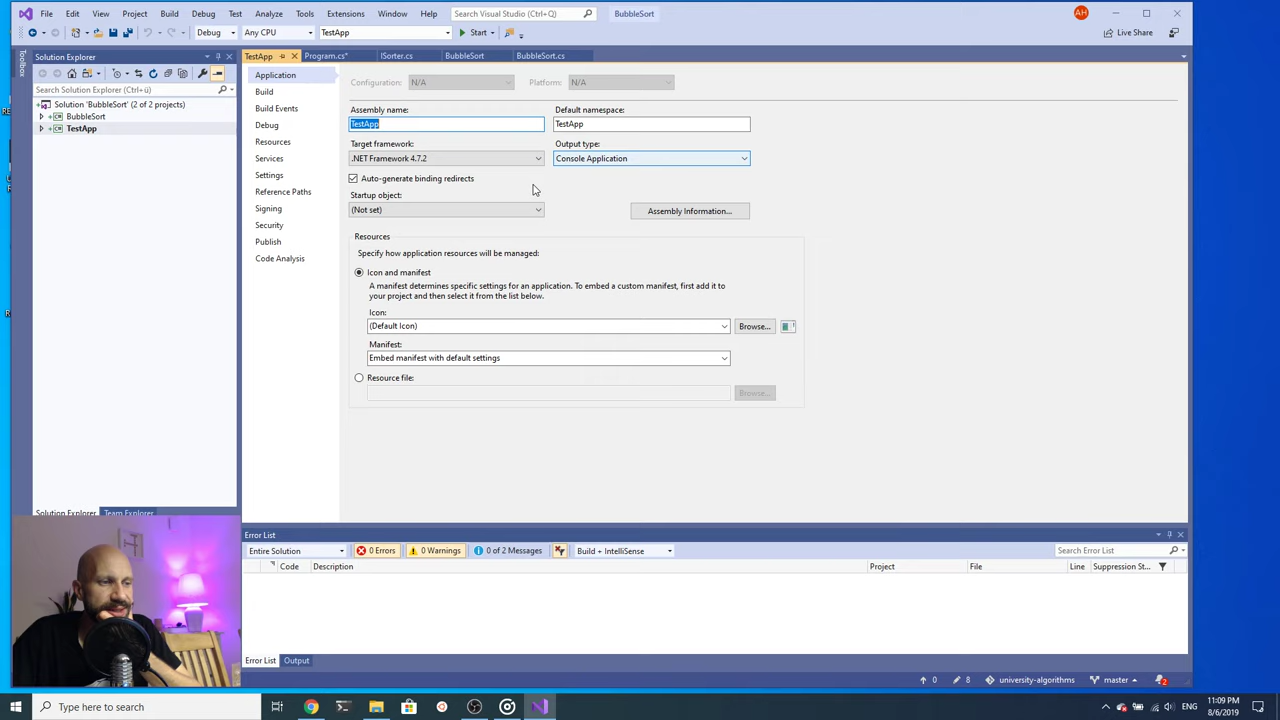 File Edit View Project Build Debug Test Analyze Tools Extensions Window Help Search Visual Studio (Ctrl+Q) BubbleSort AH
Debug Any CPU TestApp Start Live Share
Toolbox
Solution Explorer
Search Solution Explorer (Ctrl+ü)
Solution 'BubbleSort' (2 of 2 projects)
BubbleSort
TestApp
Solution Explorer Team Explorer
TestApp Program.cs* ISorter.cs BubbleSort BubbleSort.cs
Application
Build
Build Events
Debug
Resources
Services
Settings
Reference Paths
Signing
Security
Publish
Code Analysis
Configuration: N/A Platform: N/A
Assembly name: Default namespace:
TestApp TestApp
Target framework: Output type:
.NET Framework 4.7.2 Console Application
Auto-generate binding redirects
Startup object:
(Not set) Assembly Information...
Resources
Specify how application resources will be managed:
Icon and manifest
A manifest determines specific settings for an application. To embed a custom manifest, first add it to
your project and then select it from the list below.
Icon:
(Default Icon) Browse...
Manifest:
Embed manifest with default settings
Resource file:
Browse...
Error List
Entire Solution 0 Errors 0 Warnings 0 of 2 Messages Build + IntelliSense Search Error List
Code Description Project File Line Suppression St...
Error List Output
0 8 university-algorithms master 2
Type here to search
11:09 PM
8/6/2019